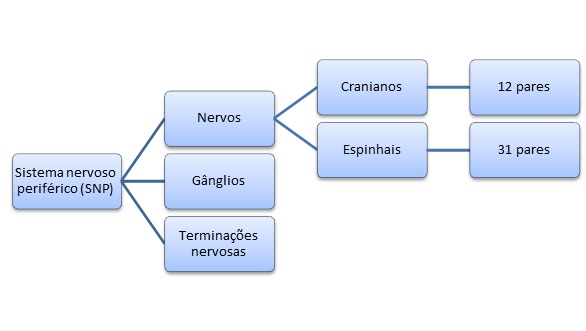 Sistema nervoso
periférico (SNP)
Nervos
Cranianos
12 pares
Espinhais
31 pares
Gânglios
Terminações
nervosas